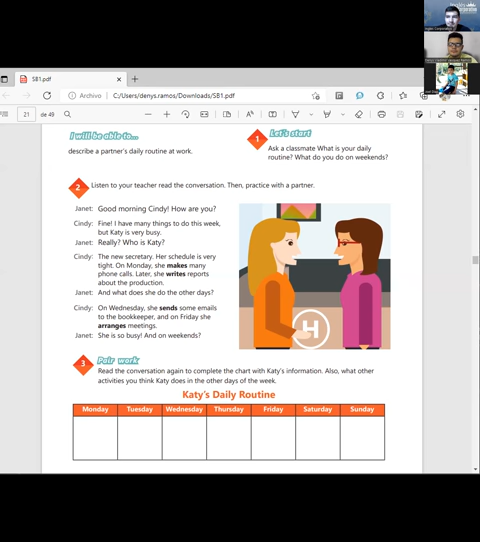 SB1.pdf
Archivo
C:/Users/denys.ramos/Downloads/SB1.pdf
21
de 49
I will be able to...
describe a partner's daily routine at work.
1
Let's start
Ask a classmate What is your daily
routine? What do you do on weekends?
2 Listen to your teacher read the conversation. Then, practice with a partner.
Janet: Good morning Cindy! How are you?
Cindy: Fine! I have many things to do this week,
but Katy is very busy.
Janet: Really? Who is Katy?
Cindy: The new secretary. Her schedule is very
tight. On Monday, she makes many
phone calls. Later, she writes reports
about the production.
Janet: And what does she do the other days?
Cindy: On Wednesday, she sends some emails
to the bookkeeper, and on Friday she
arranges meetings.
Janet: She is so busy! And on weekends?
H
3 Pair work
Read the conversation again to complete the chart with Katy's information. Also, what other
activities you think Katy does in the other days of the week.
Katy's Daily Routine
Monday Tuesday Wednesday Thursday Friday Saturday Sunday